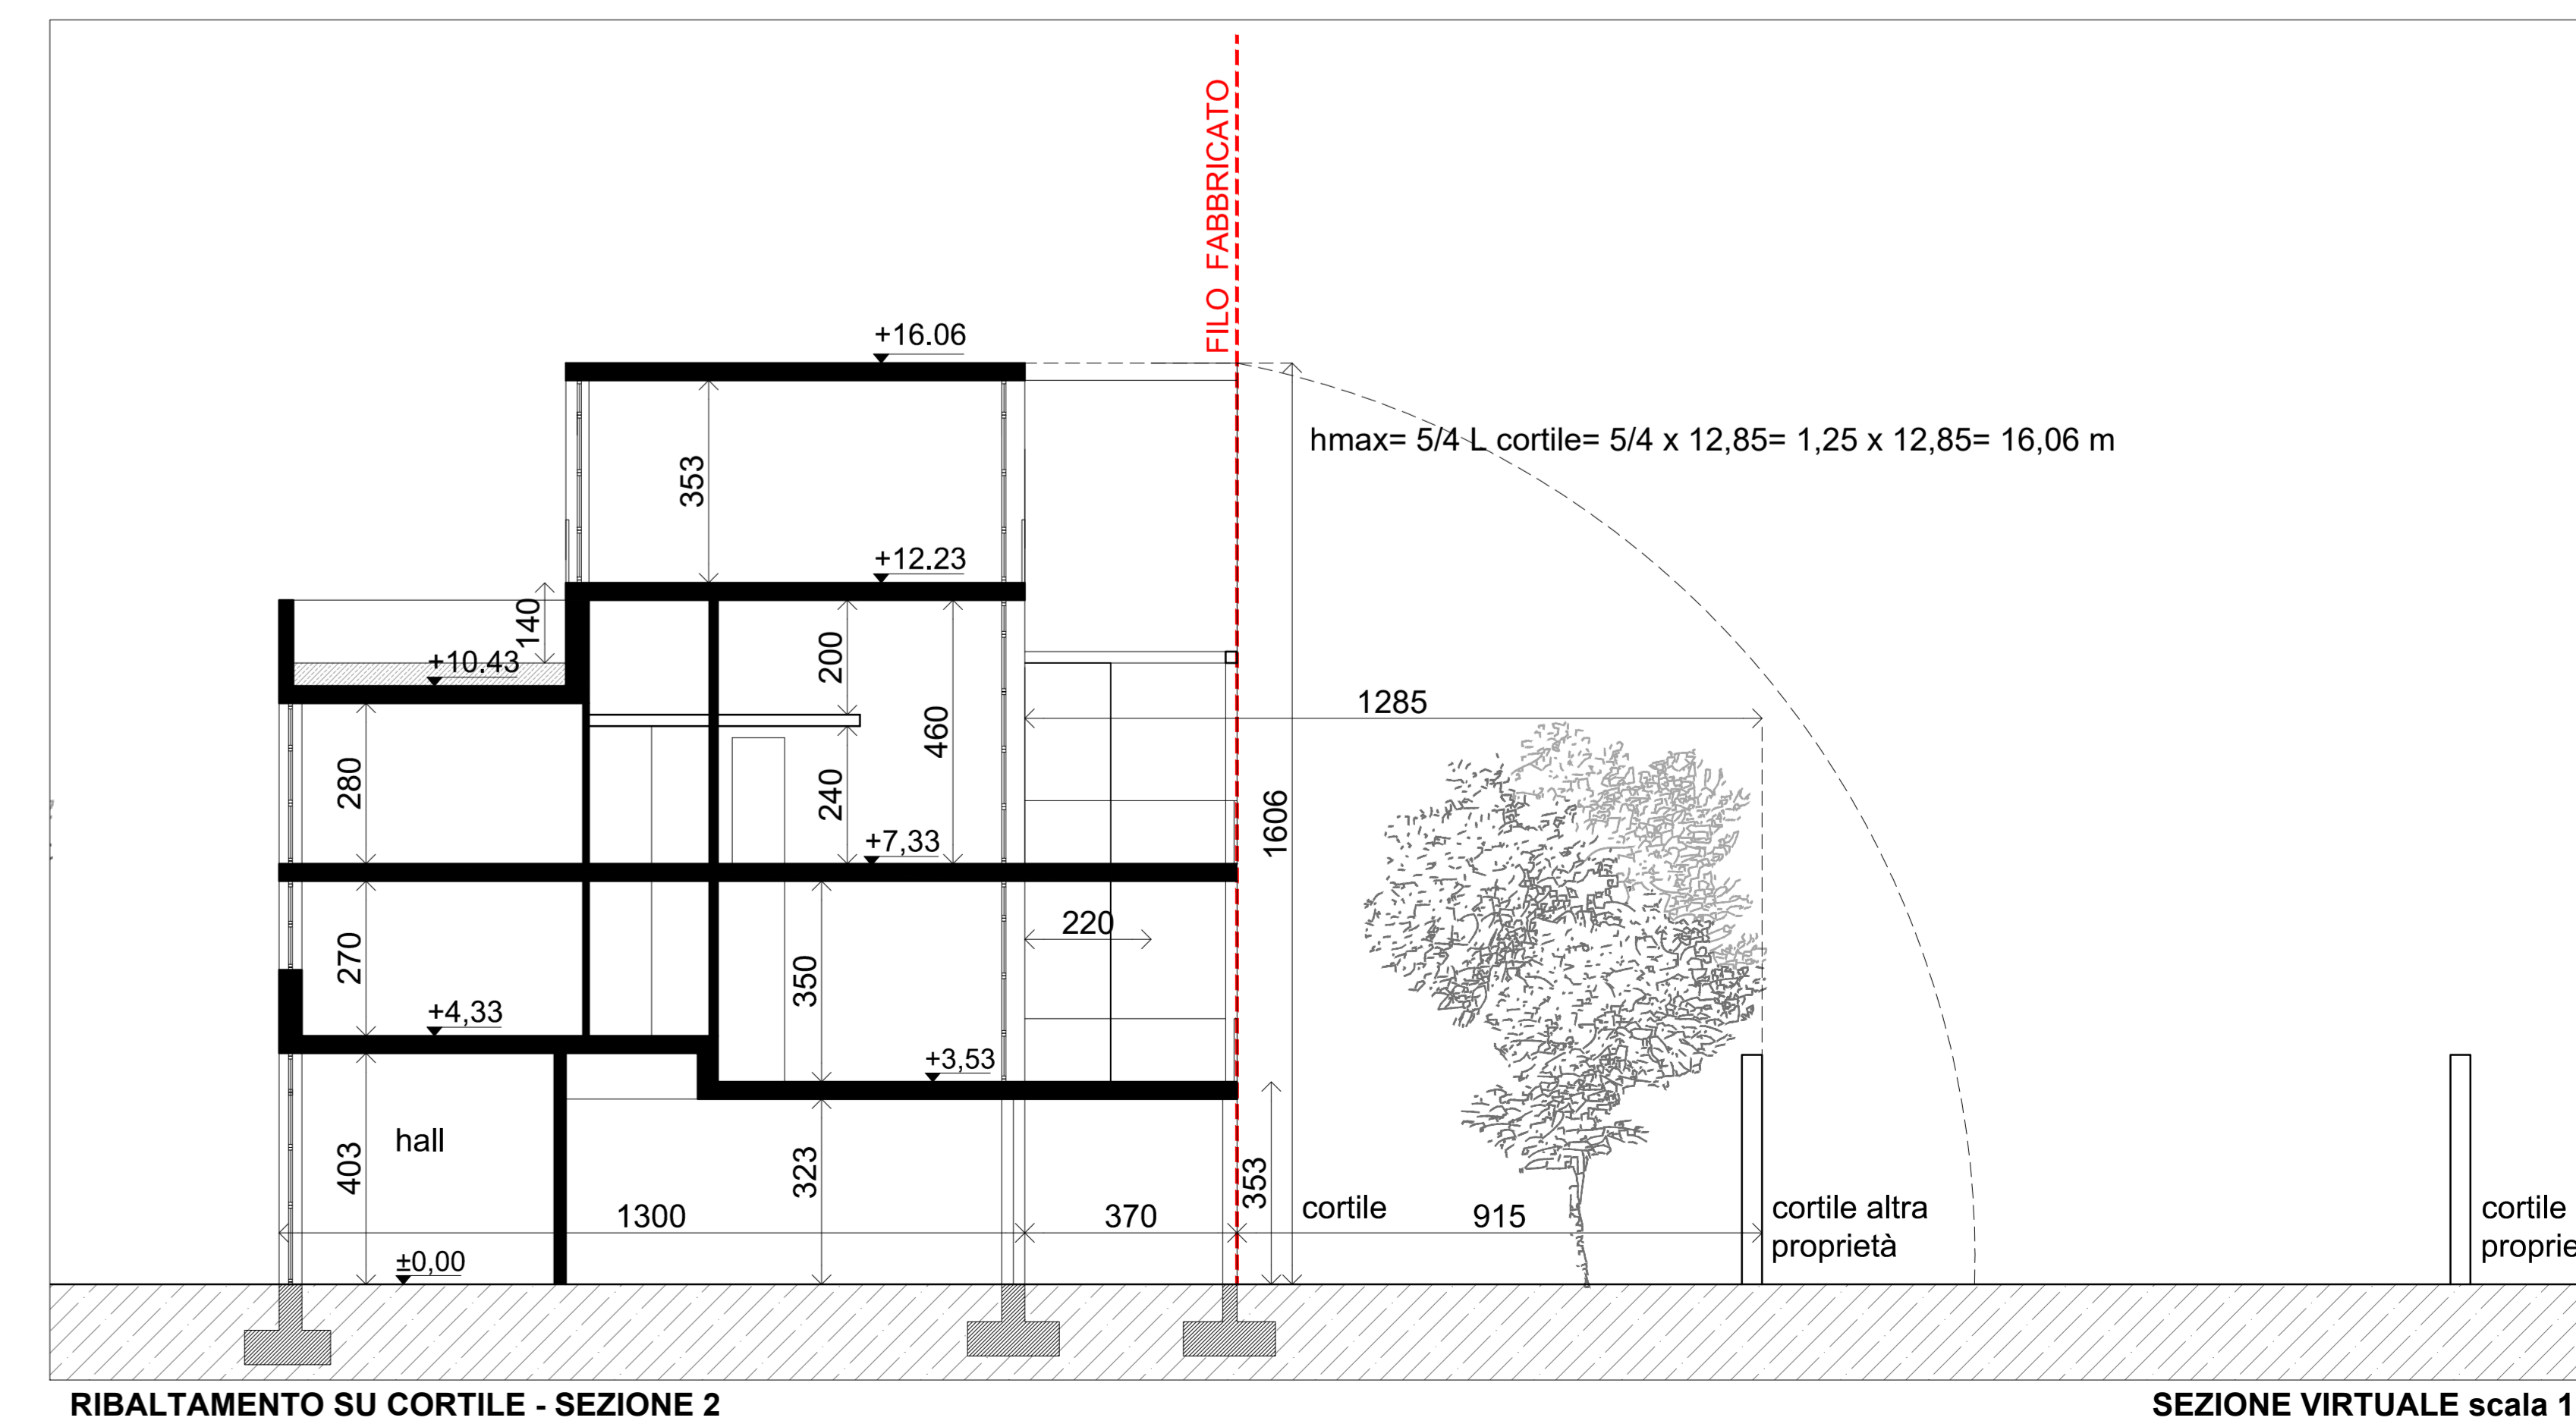 FILO FABBRICATO
+16.06
hmax= 5/4 L cortile= 5/4 x 12,85= 1,25 x 12,85= 16,06 m
353
+12.23
140
200
+10.43
1285
460
280
240
1606
+7,33
220
270
350
+4,33
+3,53
hall
403
323
353
1300
370
cortile
915
cortile altra
proprietà
cortile
proprie
±0,00
RIBALTAMENTO SU CORTILE - SEZIONE 2
SEZIONE VIRTUALE scala 1